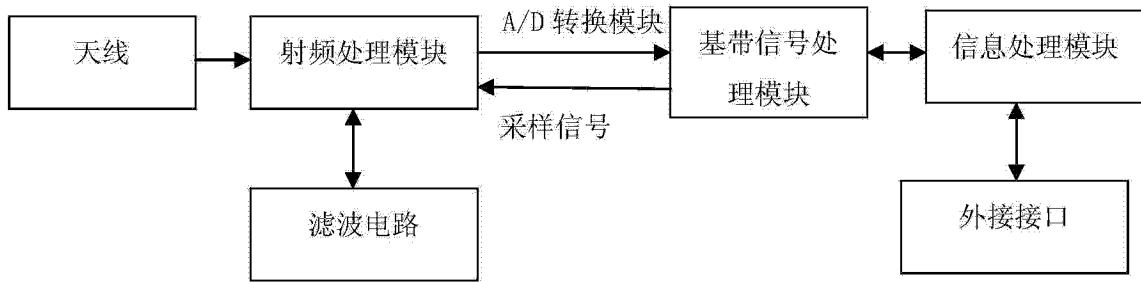 天线
射频处理模块
A/D 转换模块
采样信号
基带信号处
理模块
信息处理模块
滤波电路
外接接口